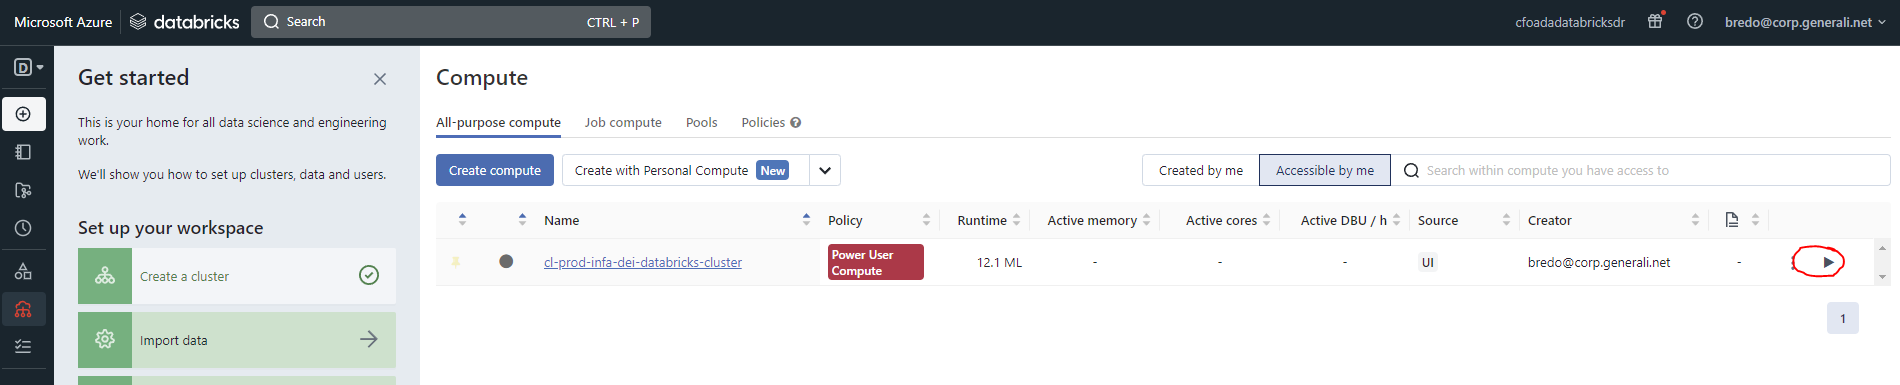 Microsoft Azure databricks Search CTRL + P cfoadadatabricksdr bredo@corp.generali.net
D
Get started
This is your home for all data science and engineering
work.
We'll show you how to set up clusters, data and users.
Set up your workspace
Create a cluster
Import data
Compute
All-purpose compute Job compute Pools Policies ?
Create compute Create with Personal Compute New Created by me Accessible by me Search within compute you have access to
Name Policy Runtime Active memory Active cores Active DBU / h Source Creator
cl-prod-infa-dei-databricks-cluster Power User
Compute 12.1 ML - - - UI bredo@corp.generali.net -
1